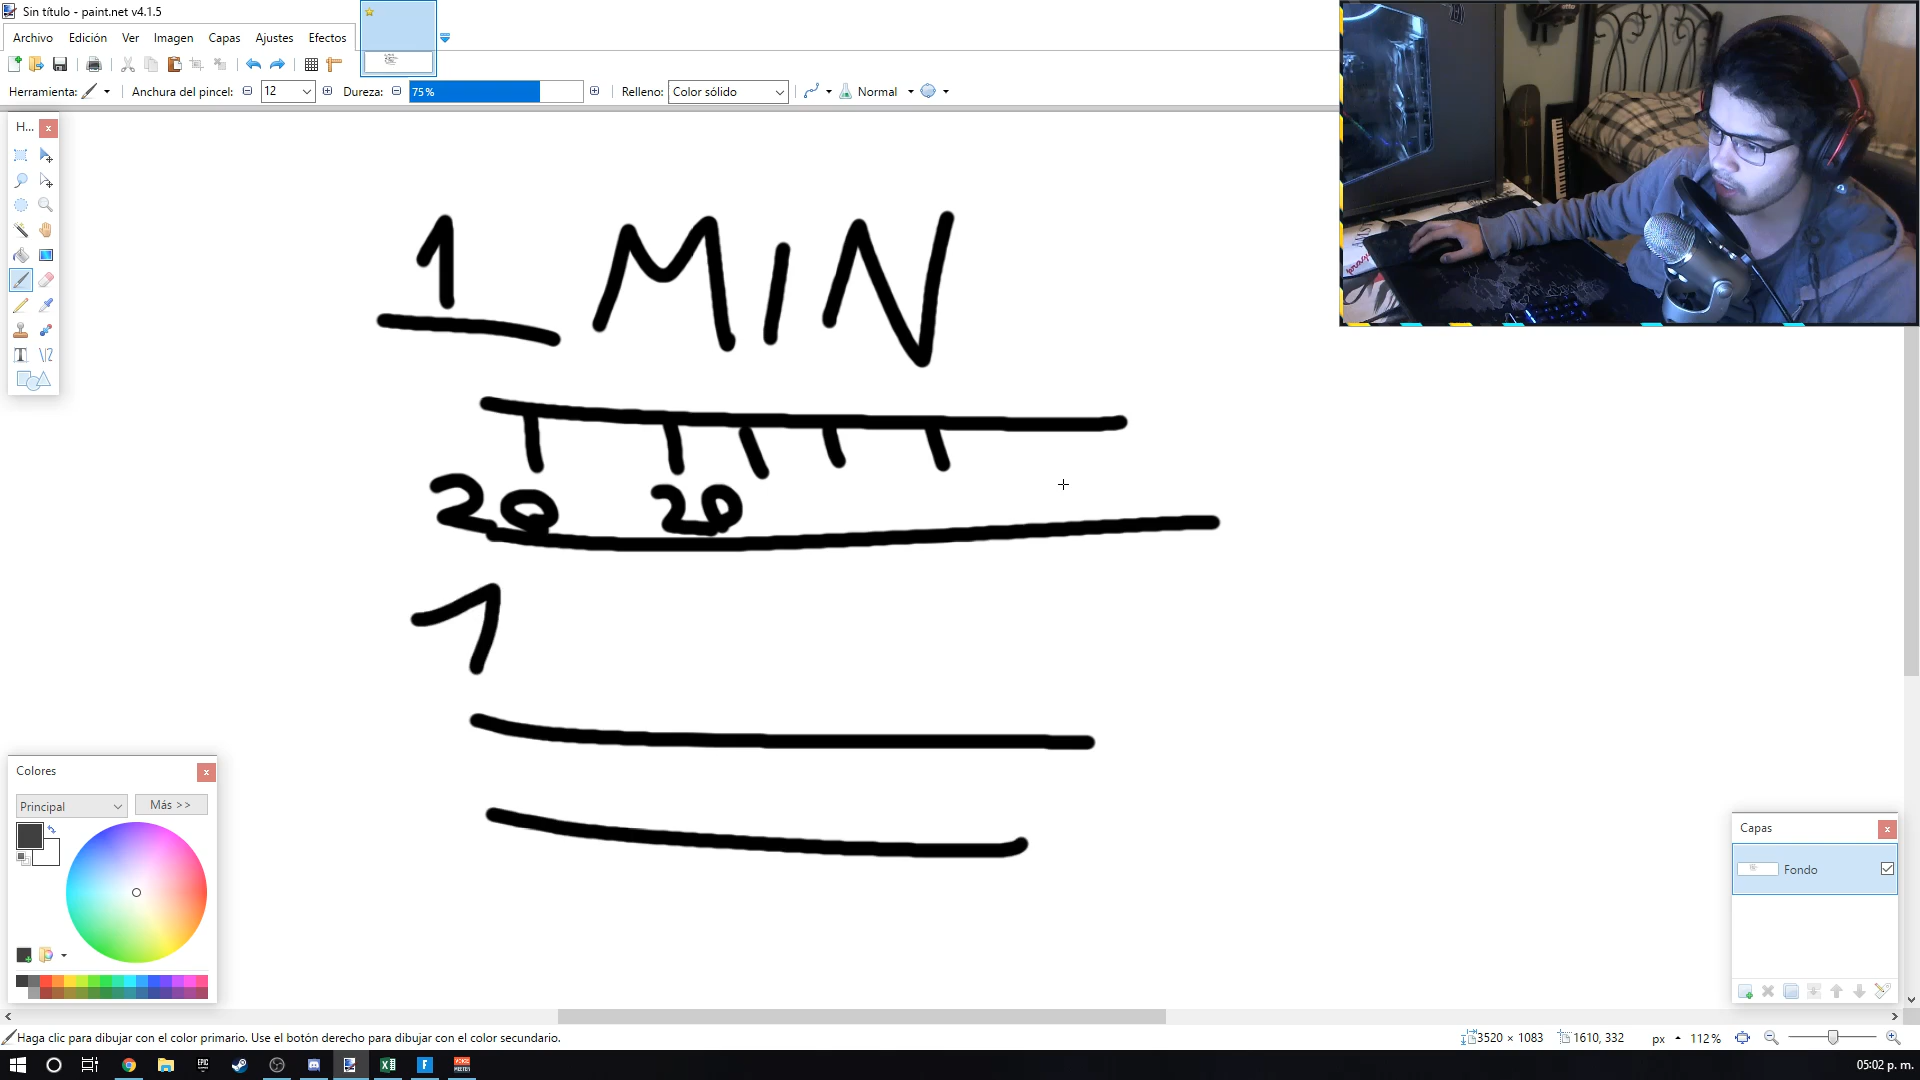 Sin título - paint.net v4.1.5
Archivo Edición Ver Imagen Capas Ajustes Efectos
Herramienta: Anchura del pincel: 12 Dureza: 75% Relleno: Color sólido Normal
H...
1 MIN
20 20
1
Colores
Principal Más >>
Capas
Fondo
Haga clic para dibujar con el color primario. Use el botón derecho para dibujar con el color secundario.
3520 × 1083 1610, 332 px 112%
05:02 p. m.